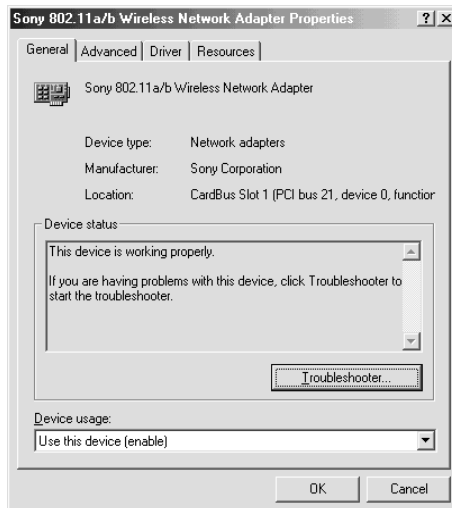 Sony 802.11a/b Wireless Network Adapter Properties ? X
General Advanced Driver Resources
Sony 802.11a/b Wireless Network Adapter
Device type: Network adapters
Manufacturer: Sony Corporation
Location: CardBus Slot 1 (PCI bus 21, device 0, function
Device status
This device is working properly.
If you are having problems with this device, click Troubleshooter to
start the troubleshooter.
Troubleshooter...
Device usage:
Use this device (enable)
OK Cancel